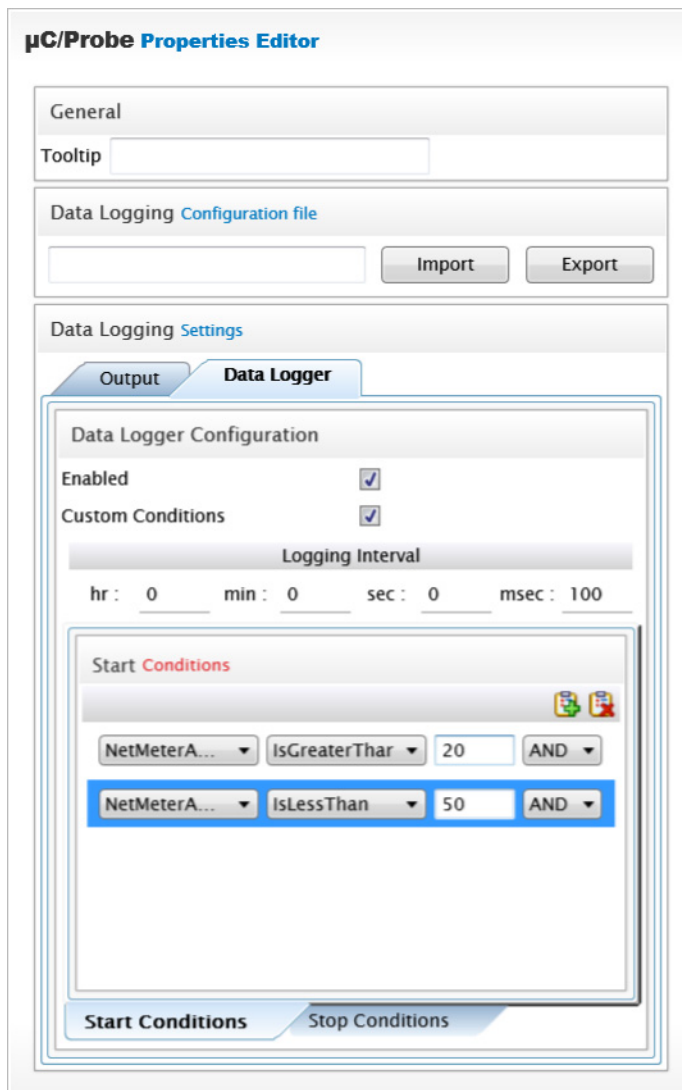 µC/Probe Properties Editor
General
Tooltip
Data Logging Configuration file
Import Export
Data Logging Settings
Output Data Logger
Data Logger Configuration
Enabled
Custom Conditions
Logging Interval
hr : 0 min : 0 sec : 0 msec : 100
Start Conditions
NetMeterA... IsGreaterThar 20 AND
NetMeterA... IsLessThan 50 AND
Start Conditions Stop Conditions